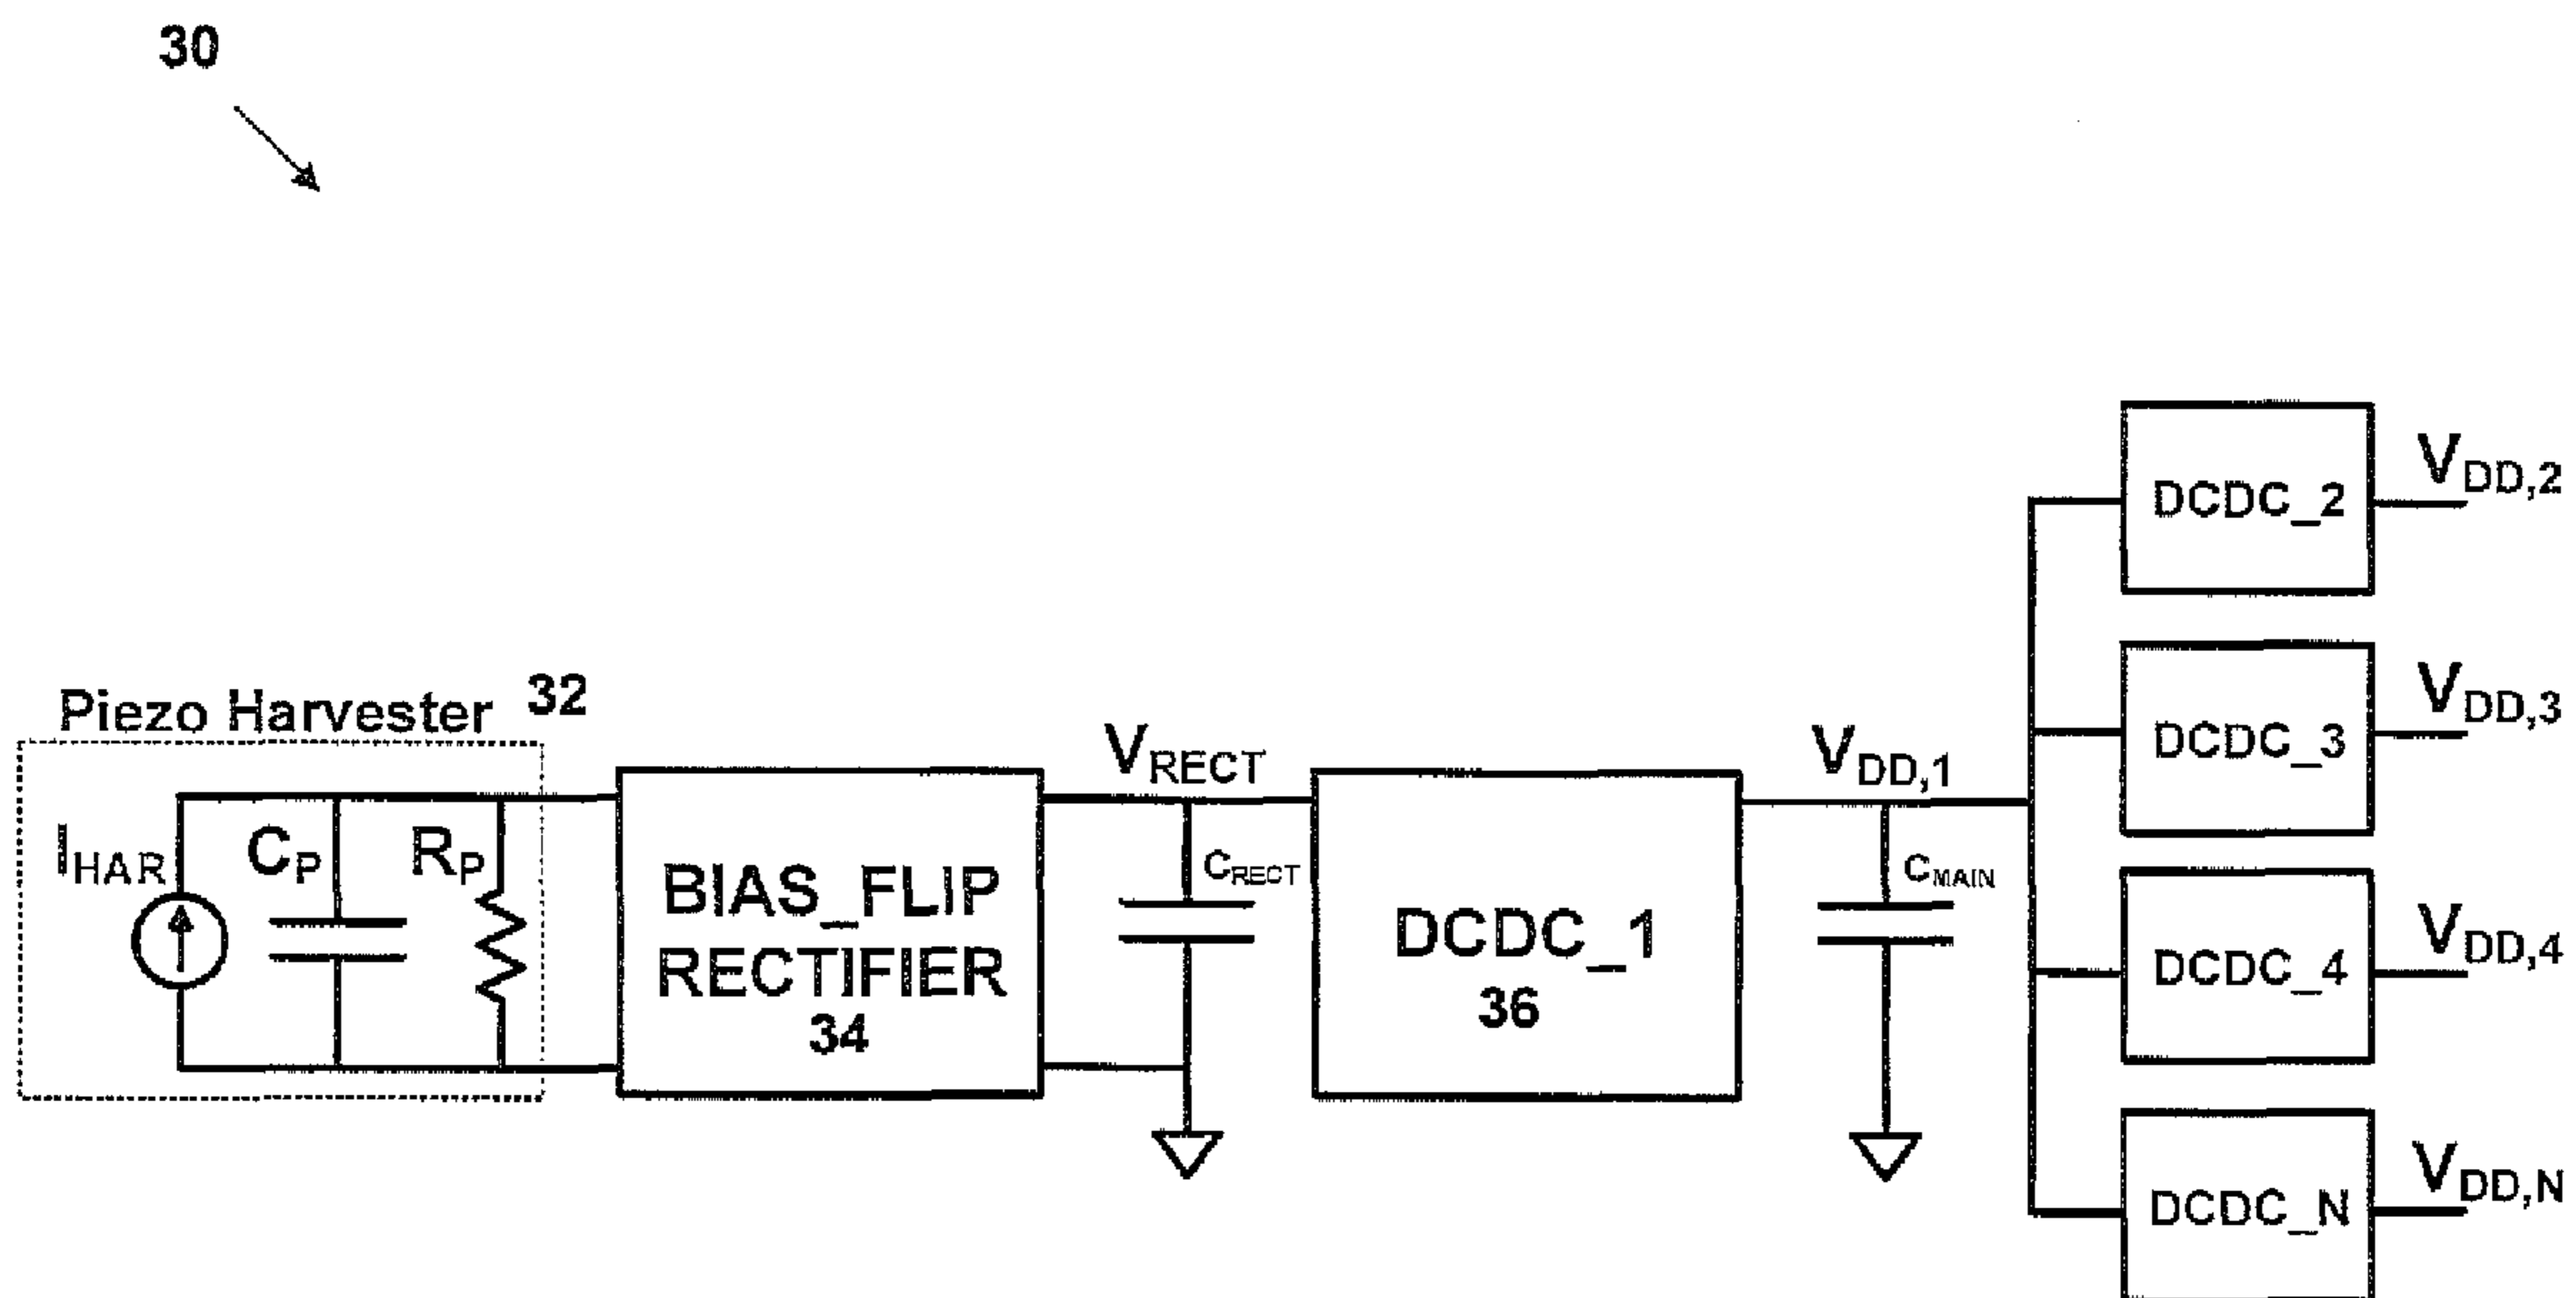 30
Piezo Harvester 32
I_HAR
C_P
R_P
BIAS_FLIP
RECTIFIER
34
V_RECT
C_RECT
DCDC_1
36
V_DD,1
C_MAIN
DCDC_2
V_DD,2
DCDC_3
V_DD,3
DCDC_4
V_DD,4
DCDC_N
V_DD,N